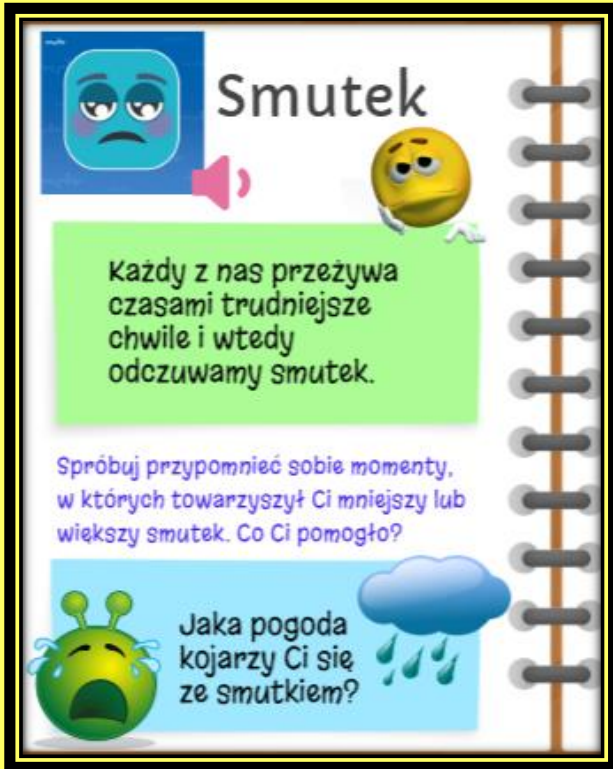 Smutek
Każdy z nas przeżywa
czasami trudniejsze
chwile i wtedy
odczuwamy smutek.
Spróbuj przypomnieć sobie momenty,
w których towarzyszył Ci mniejszy lub
większy smutek. Co Ci pomogło?
Jaka pogoda
kojarzy Ci się
ze smutkiem?